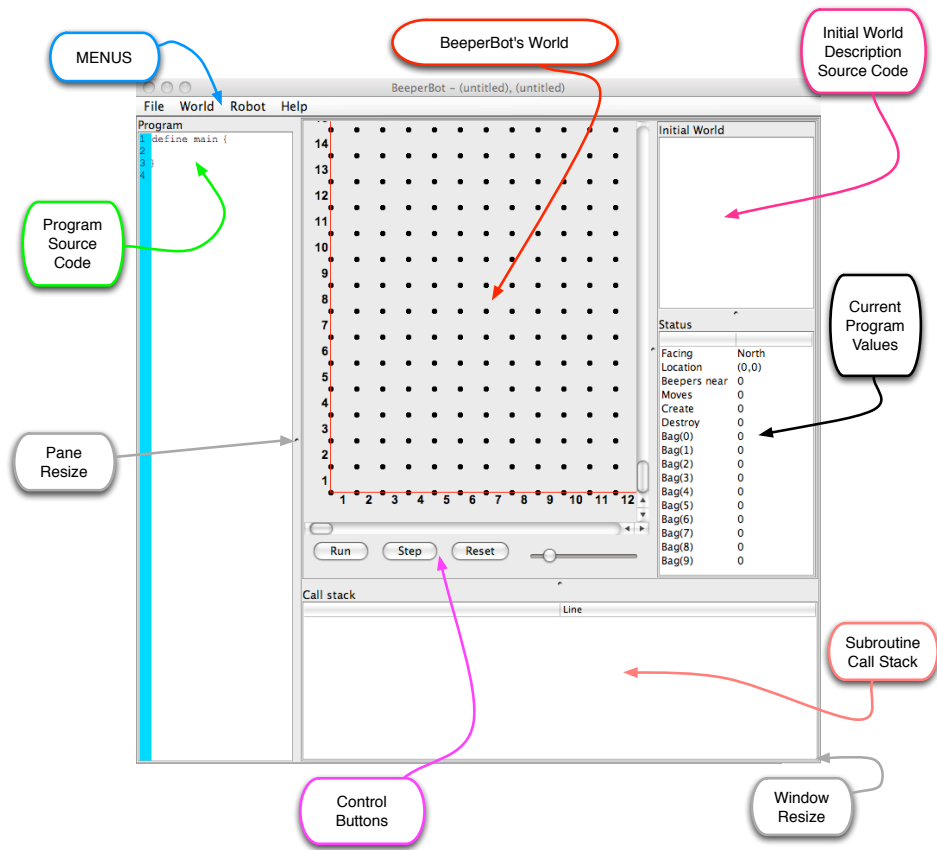 MENUS
BeeperBot's World
Initial World
Description
Source Code
BeeperBot – (untitled), (untitled)
File World Robot Help
Program
1 define main {
2
3 }
4
Program
Source
Code
14
13
12
11
10
9
8
7
6
5
4
3
2
1
1 2 3 4 5 6 7 8 9 10 11 12
Initial World
Status
Facing North
Location (0,0)
Beepers near 0
Moves 0
Create 0
Destroy 0
Bag(0) 0
Bag(1) 0
Bag(2) 0
Bag(3) 0
Bag(4) 0
Bag(5) 0
Bag(6) 0
Bag(7) 0
Bag(8) 0
Bag(9) 0
Current
Program
Values
Pane
Resize
Run Step Reset
Call stack
Line
Subroutine
Call Stack
Control
Buttons
Window
Resize